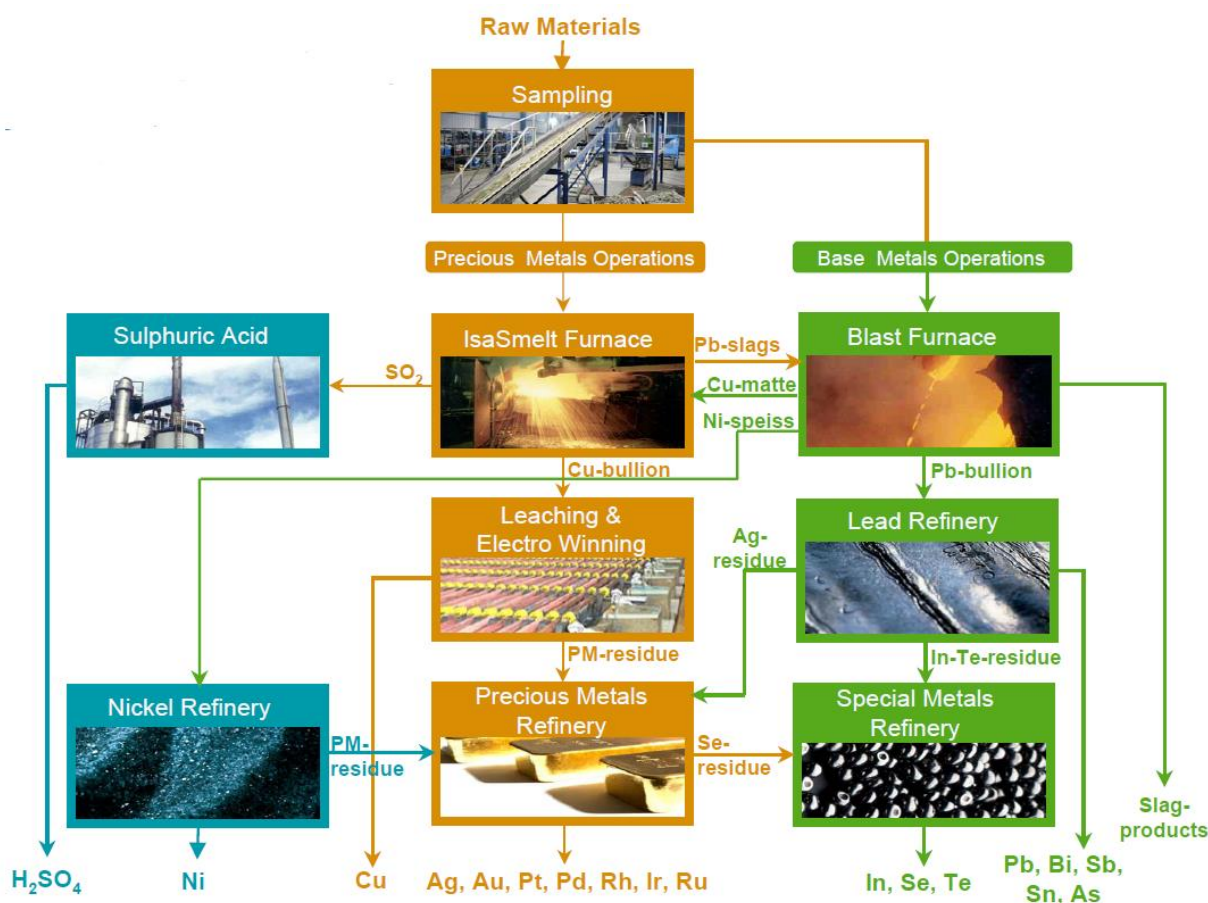 Raw Materials
Sampling
Precious Metals Operations
Base Metals Operations
Sulphuric Acid
IsaSmelt Furnace
Pb-slags
Blast Furnace
SO₂
Cu-matte
Ni-speiss
Cu-bullion
Pb-bullion
Leaching &
Electro Winning
Ag-
residue
Lead Refinery
PM-residue
In-Te-residue
Nickel Refinery
Precious Metals
Refinery
Special Metals
Refinery
PM-
residue
Se-
residue
Slag-
products
H₂SO₄
Ni
Cu
Ag, Au, Pt, Pd, Rh, Ir, Ru
In, Se, Te
Pb, Bi, Sb,
Sn, As